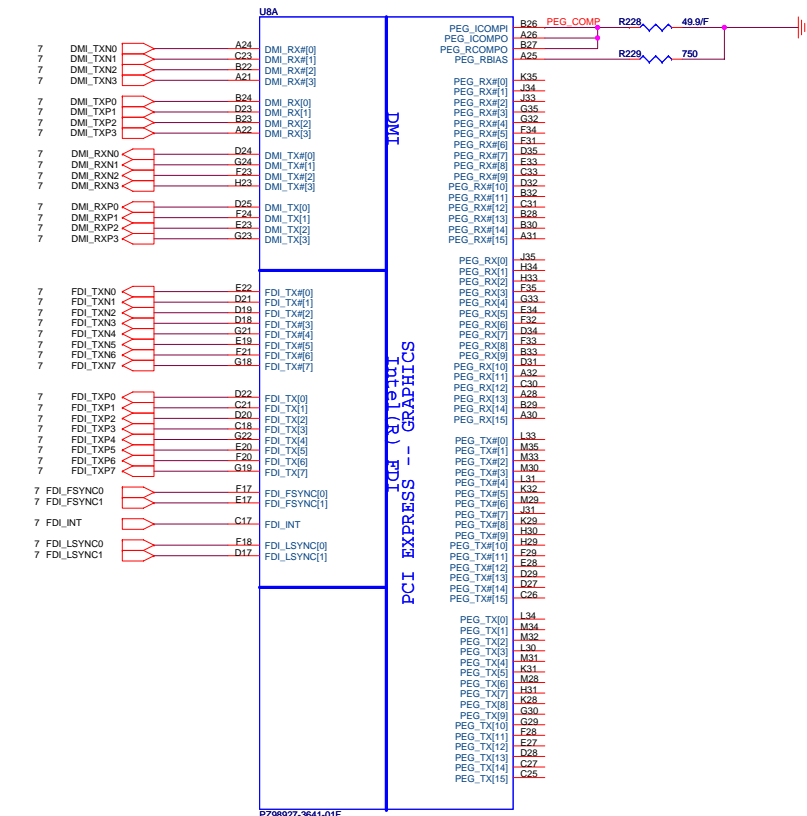 U8A
7 DMI_TXN0 A24 DMI_RX#[0]
7 DMI_TXN1 C23 DMI_RX#[1]
7 DMI_TXN2 B22 DMI_RX#[2]
7 DMI_TXN3 A21 DMI_RX#[3]
7 DMI_TXP0 B24 DMI_RX[0]
7 DMI_TXP1 D23 DMI_RX[1]
7 DMI_TXP2 B23 DMI_RX[2]
7 DMI_TXP3 A22 DMI_RX[3]
7 DMI_RXN0 D24 DMI_TX#[0]
7 DMI_RXN1 G24 DMI_TX#[1]
7 DMI_RXN2 F23 DMI_TX#[2]
7 DMI_RXN3 H23 DMI_TX#[3]
7 DMI_RXP0 D25 DMI_TX[0]
7 DMI_RXP1 F24 DMI_TX[1]
7 DMI_RXP2 E23 DMI_TX[2]
7 DMI_RXP3 G23 DMI_TX[3]
7 FDI_TXN0 E22 FDI_TX#[0]
7 FDI_TXN1 D21 FDI_TX#[1]
7 FDI_TXN2 D19 FDI_TX#[2]
7 FDI_TXN3 D18 FDI_TX#[3]
7 FDI_TXN4 G21 FDI_TX#[4]
7 FDI_TXN5 E19 FDI_TX#[5]
7 FDI_TXN6 F21 FDI_TX#[6]
7 FDI_TXN7 G18 FDI_TX#[7]
7 FDI_TXP0 D22 FDI_TX[0]
7 FDI_TXP1 C21 FDI_TX[1]
7 FDI_TXP2 D20 FDI_TX[2]
7 FDI_TXP3 C18 FDI_TX[3]
7 FDI_TXP4 G22 FDI_TX[4]
7 FDI_TXP5 E20 FDI_TX[5]
7 FDI_TXP6 F20 FDI_TX[6]
7 FDI_TXP7 G19 FDI_TX[7]
7 FDI_FSYNC0 F17 FDI_FSYNC[0]
7 FDI_FSYNC1 E17 FDI_FSYNC[1]
7 FDI_INT C17 FDI_INT
7 FDI_LSYNC0 F18 FDI_LSYNC[0]
7 FDI_LSYNC1 D17 FDI_LSYNC[1]
DMI
Intel(R) FDI
PCI EXPRESS -- GRAPHICS
PEG_ICOMPI B26 PEG_COMP R228 49.9/F
PEG_ICOMPO A26
PEG_RCOMPO B27
PEG_RBIAS A25 R229 750
PEG_RX#[0] K35
PEG_RX#[1] J34
PEG_RX#[2] J33
PEG_RX#[3] G35
PEG_RX#[4] G32
PEG_RX#[5] F34
PEG_RX#[6] F31
PEG_RX#[7] D35
PEG_RX#[8] E33
PEG_RX#[9] C33
PEG_RX#[10] D32
PEG_RX#[11] B32
PEG_RX#[12] C31
PEG_RX#[13] B28
PEG_RX#[14] B30
PEG_RX#[15] A31
PEG_RX[0] J35
PEG_RX[1] H34
PEG_RX[2] H33
PEG_RX[3] F35
PEG_RX[4] G33
PEG_RX[5] E34
PEG_RX[6] F32
PEG_RX[7] D34
PEG_RX[8] F33
PEG_RX[9] B33
PEG_RX[10] D31
PEG_RX[11] A32
PEG_RX[12] C30
PEG_RX[13] A28
PEG_RX[14] B29
PEG_RX[15] A30
PEG_TX#[0] L33
PEG_TX#[1] M35
PEG_TX#[2] M33
PEG_TX#[3] M30
PEG_TX#[4] L31
PEG_TX#[5] K32
PEG_TX#[6] M29
PEG_TX#[7] J31
PEG_TX#[8] K29
PEG_TX#[9] H30
PEG_TX#[10] H29
PEG_TX#[11] F29
PEG_TX#[12] E28
PEG_TX#[13] D29
PEG_TX#[14] D27
PEG_TX#[15] C26
PEG_TX[0] L34
PEG_TX[1] M34
PEG_TX[2] M32
PEG_TX[3] L30
PEG_TX[4] M31
PEG_TX[5] K31
PEG_TX[6] M28
PEG_TX[7] H31
PEG_TX[8] K28
PEG_TX[9] G30
PEG_TX[10] G29
PEG_TX[11] F28
PEG_TX[12] E27
PEG_TX[13] D28
PEG_TX[14] C27
PEG_TX[15] C25
PZ98927-3641-01F